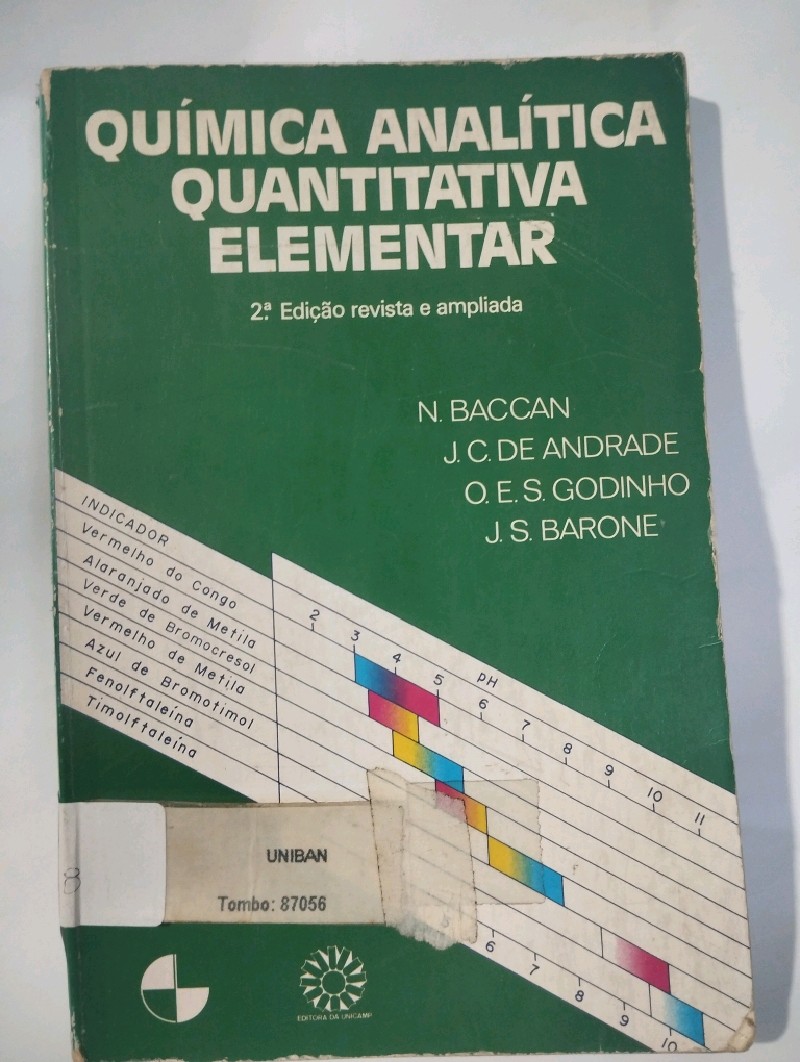 QUÍMICA ANALÍTICA
QUANTITATIVA
ELEMENTAR
2ª Edição revista e ampliada
N. BACCAN
J. C. DE ANDRADE
O. E. S. GODINHO
J. S. BARONE
INDICADOR
Vermelho do Congo
Alaranjado de Metila
Verde de Bromocresol
Vermelho de Metila
Azul de Bromotimol
Fenolftaleína
Timolftaleína
2 3 4 5 pH 6 7 8 9 10 11
UNIBAN
Tombo: 87056
8
5 6 7 8 9 10
EDITORA DA UNICAMP